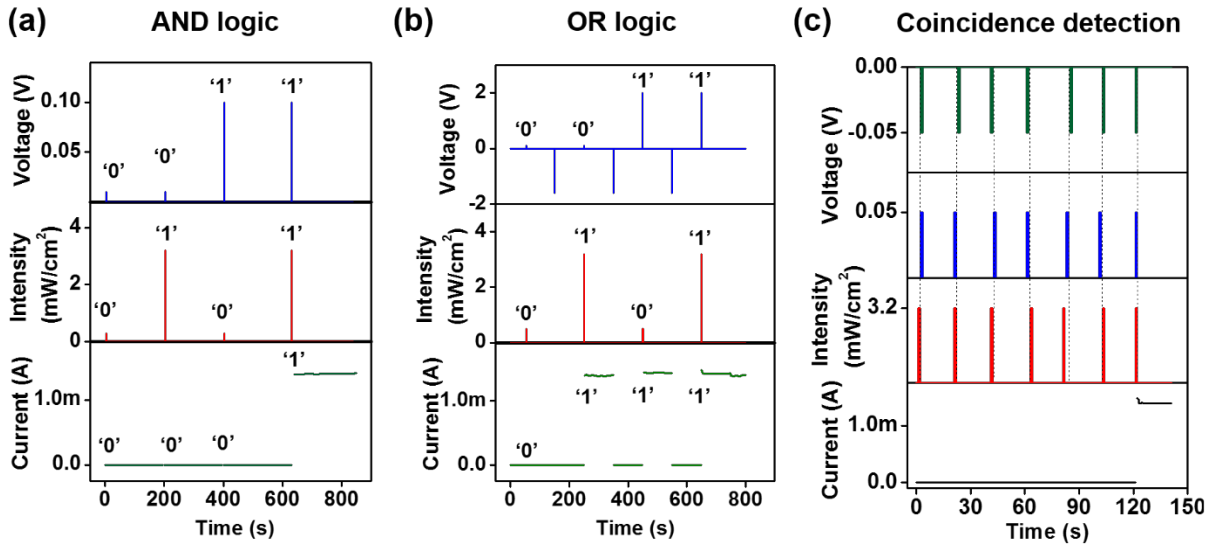 (a) AND logic
Voltage (V)
0.10
0.05
‘0’
‘0’
‘1’
‘1’
Intensity
(mW/cm²)
4
2
0
‘0’
‘1’
‘0’
‘1’
Current (A)
1.0m
0.0
‘0’
‘0’
‘0’
‘1’
0
200
400
600
800
Time (s)
(b) OR logic
Voltage (V)
2
0
-2
‘0’
‘0’
‘1’
‘1’
Intensity
(mW/cm²)
4
2
0
‘0’
‘1’
‘0’
‘1’
Current (A)
1.0m
0.0
‘0’
‘1’
‘1’
‘1’
0
200
400
600
800
Time (s)
(c) Coincidence detection
Voltage (V)
0.00
-0.05
0.05
Intensity
(mW/cm²)
3.2
Current (A)
1.0m
0.0
0
30
60
90
120
150
Time (s)